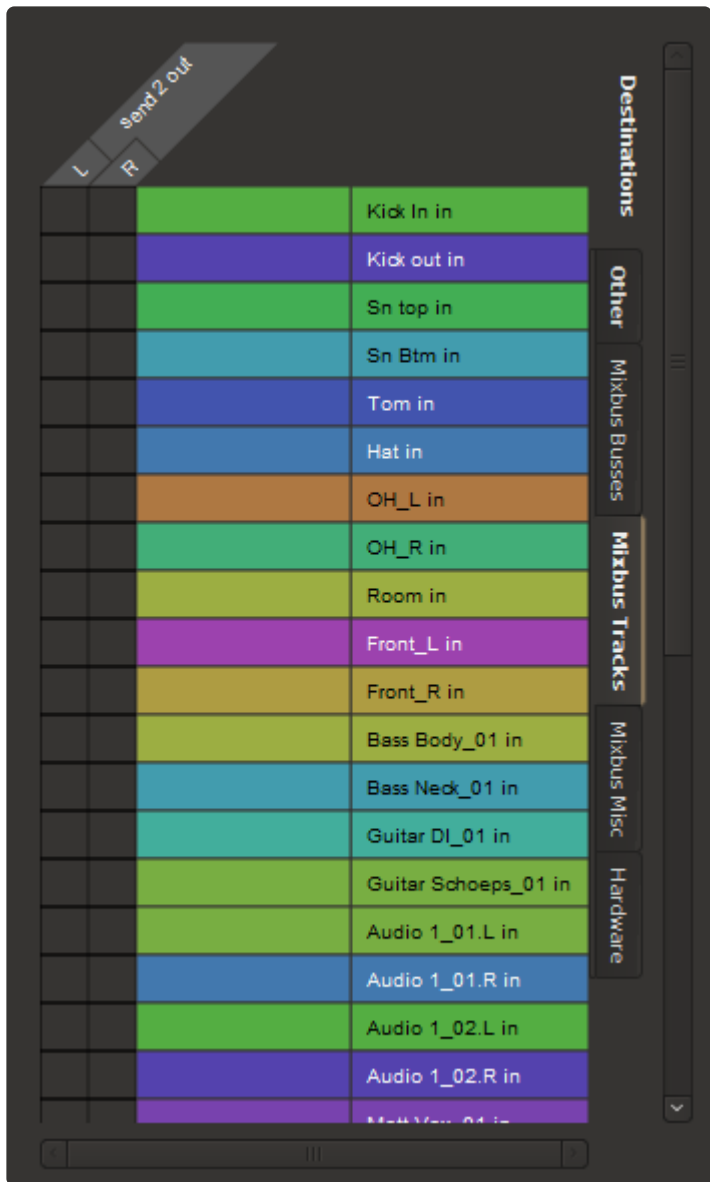 send 2 out
L
R
Destinations
Kick In in
Kick out in
Sn top in
Sn Btm in
Tom in
Hat in
OH_L in
OH_R in
Room in
Front_L in
Front_R in
Bass Body_01 in
Bass Neck_01 in
Guitar DI_01 in
Guitar Schoeps_01 in
Audio 1_01.L in
Audio 1_01.R in
Audio 1_02.L in
Audio 1_02.R in
Other
Mixbus Busses
Mixbus Tracks
Mixbus Misc
Hardware